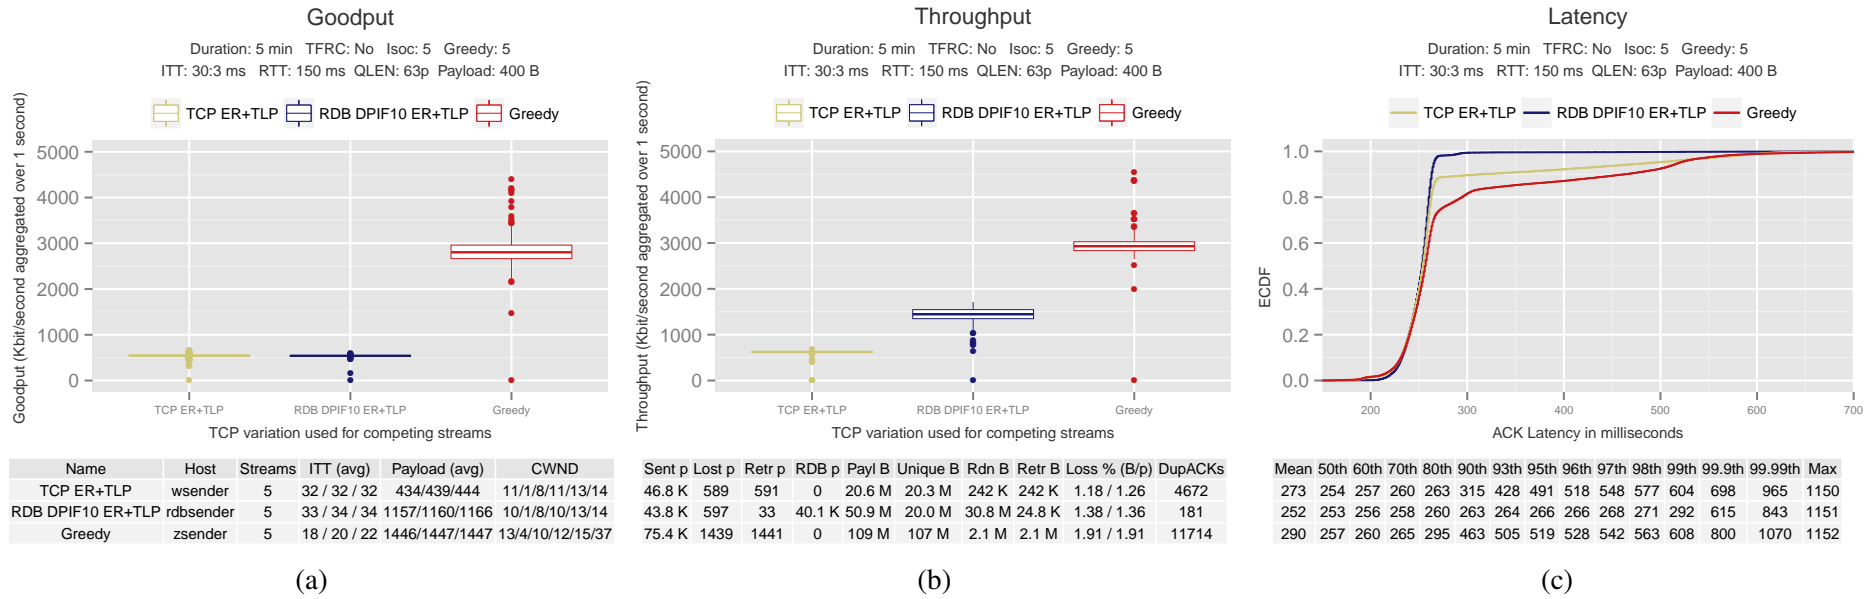 Goodput
Duration: 5 min TFRC: No Isoc: 5 Greedy: 5
ITT: 30:3 ms RTT: 150 ms QLEN: 63p Payload: 400 B
TCP ER+TLP RDB DPIF10 ER+TLP Greedy
Goodput (Kbit/second aggregated over 1 second)
5000
4000
3000
2000
1000
0
TCP ER+TLP RDB DPIF10 ER+TLP Greedy
TCP variation used for competing streams
Name Host Streams ITT (avg) Payload (avg) CWND
TCP ER+TLP wsender 5 32 / 32 / 32 434/439/444 11/1/8/11/13/14
RDB DPIF10 ER+TLP rdbsender 5 33 / 34 / 34 1157/1160/1166 10/1/8/10/13/14
Greedy zsender 5 18 / 20 / 22 1446/1447/1447 13/4/10/12/15/37
(a)
Throughput
Duration: 5 min TFRC: No Isoc: 5 Greedy: 5
ITT: 30:3 ms RTT: 150 ms QLEN: 63p Payload: 400 B
TCP ER+TLP RDB DPIF10 ER+TLP Greedy
Throughput (Kbit/second aggregated over 1 second)
5000
4000
3000
2000
1000
0
TCP ER+TLP RDB DPIF10 ER+TLP Greedy
TCP variation used for competing streams
Sent p Lost p Retr p RDB p Payl B Unique B Rdn B Retr B Loss % (B/p) DupACKs
46.8 K 589 591 0 20.6 M 20.3 M 242 K 242 K 1.18 / 1.26 4672
43.8 K 597 33 40.1 K 50.9 M 20.0 M 30.8 M 24.8 K 1.38 / 1.36 181
75.4 K 1439 1441 0 109 M 107 M 2.1 M 2.1 M 1.91 / 1.91 11714
(b)
Latency
Duration: 5 min TFRC: No Isoc: 5 Greedy: 5
ITT: 30:3 ms RTT: 150 ms QLEN: 63p Payload: 400 B
TCP ER+TLP RDB DPIF10 ER+TLP Greedy
ECDF
1.0
0.8
0.6
0.4
0.2
0.0
200 300 400 500 600 700
ACK Latency in milliseconds
Mean 50th 60th 70th 80th 90th 93th 95th 96th 97th 98th 99th 99.9th 99.99th Max
273 254 257 260 263 315 428 491 518 548 577 604 698 965 1150
252 253 256 258 260 263 264 266 266 268 271 292 615 843 1151
290 257 260 265 295 463 505 519 528 542 563 608 800 1070 1152
(c)